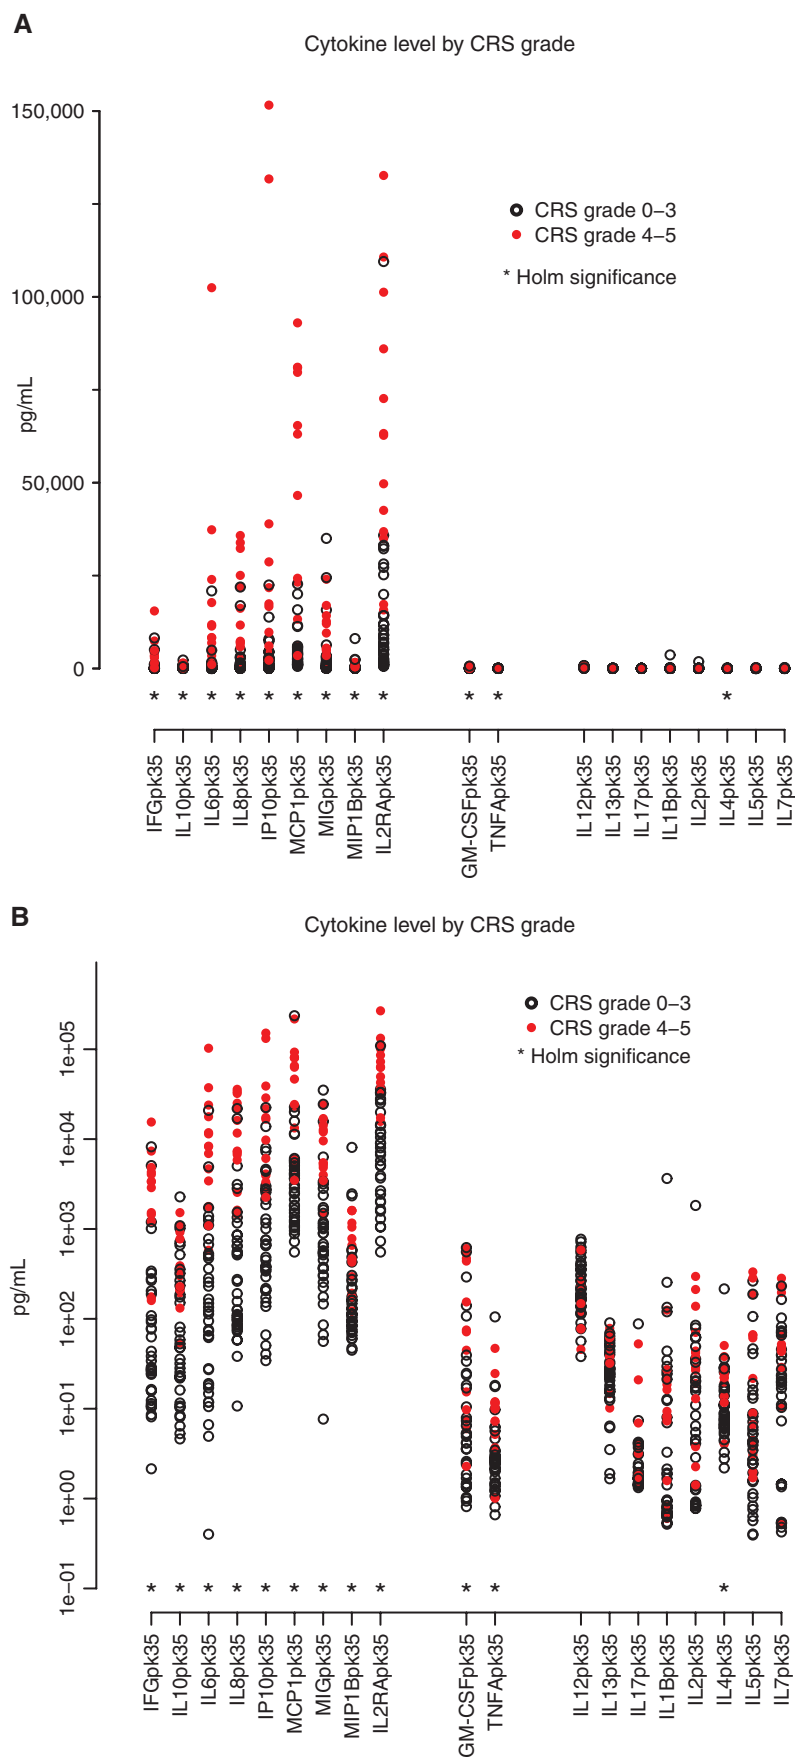 A
Cytokine level by CRS grade
150,000
100,000
50,000
0
pg/mL
CRS grade 0–3
CRS grade 4–5
* Holm significance
* * * * * * * * * * * *
IFGpk35
IL10pk35
IL6pk35
IL8pk35
IP10pk35
MCP1pk35
MIGpk35
MIP1Bpk35
IL2RApk35
GM-CSFpk35
TNFApk35
IL12pk35
IL13pk35
IL17pk35
IL1Bpk35
IL2pk35
IL4pk35
IL5pk35
IL7pk35
B
Cytokine level by CRS grade
1e+05
1e+04
1e+03
1e+02
1e+01
1e+00
1e–01
pg/mL
CRS grade 0–3
CRS grade 4–5
* Holm significance
* * * * * * * * * * * *
IFGpk35
IL10pk35
IL6pk35
IL8pk35
IP10pk35
MCP1pk35
MIGpk35
MIP1Bpk35
IL2RApk35
GM-CSFpk35
TNFApk35
IL12pk35
IL13pk35
IL17pk35
IL1Bpk35
IL2pk35
IL4pk35
IL5pk35
IL7pk35